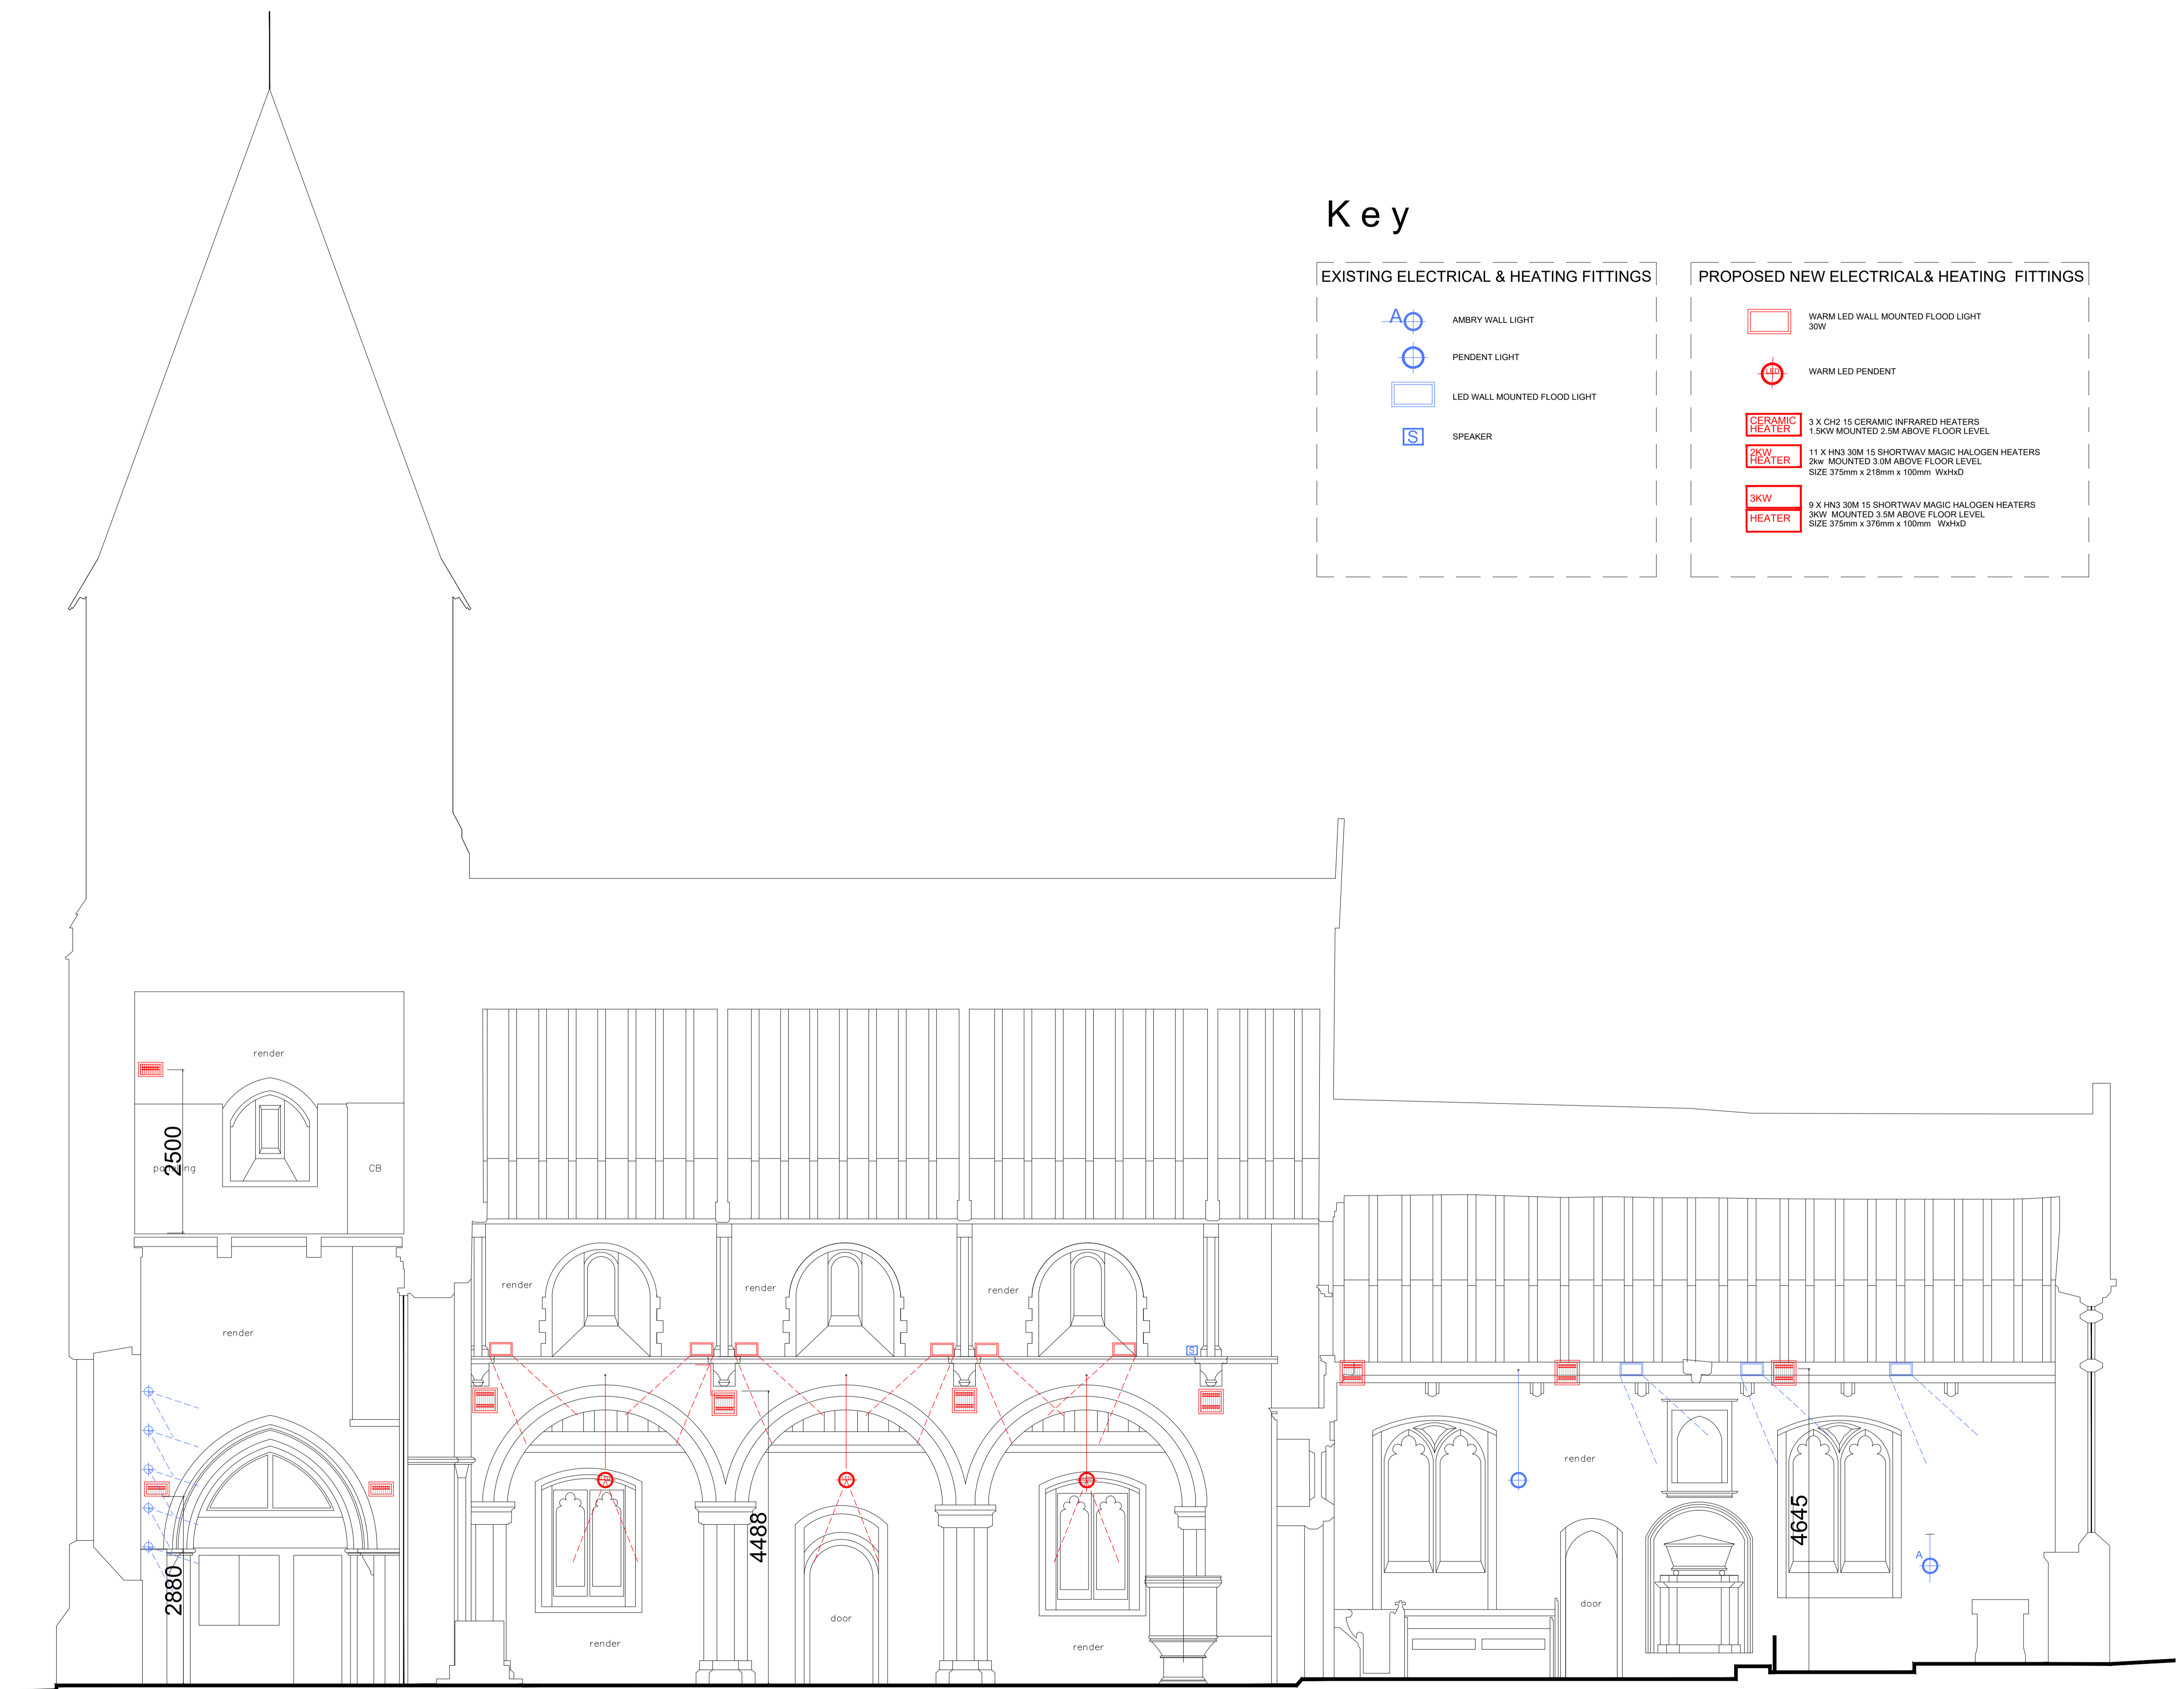 Key
EXISTING ELECTRICAL & HEATING FITTINGS
A
AMBRY WALL LIGHT
PENDENT LIGHT
LED WALL MOUNTED FLOOD LIGHT
S
SPEAKER
PROPOSED NEW ELECTRICAL& HEATING FITTINGS
WARM LED WALL MOUNTED FLOOD LIGHT
30W
LED
WARM LED PENDENT
CERAMIC
HEATER
3 X CH2 15 CERAMIC INFRARED HEATERS
1.5KW MOUNTED 2.5M ABOVE FLOOR LEVEL
2KW
HEATER
11 X HN3 30M 15 SHORTWAV MAGIC HALOGEN HEATERS
2kw MOUNTED 3.0M ABOVE FLOOR LEVEL
SIZE 375mm x 218mm x 100mm WxHxD
3KW
HEATER
9 X HN3 30M 15 SHORTWAV MAGIC HALOGEN HEATERS
3KW MOUNTED 3.5M ABOVE FLOOR LEVEL
SIZE 375mm x 376mm x 100mm WxHxD
render
2500
CB
render
render
render
render
S
render
4488
4645
A
2880
door
door
render
render